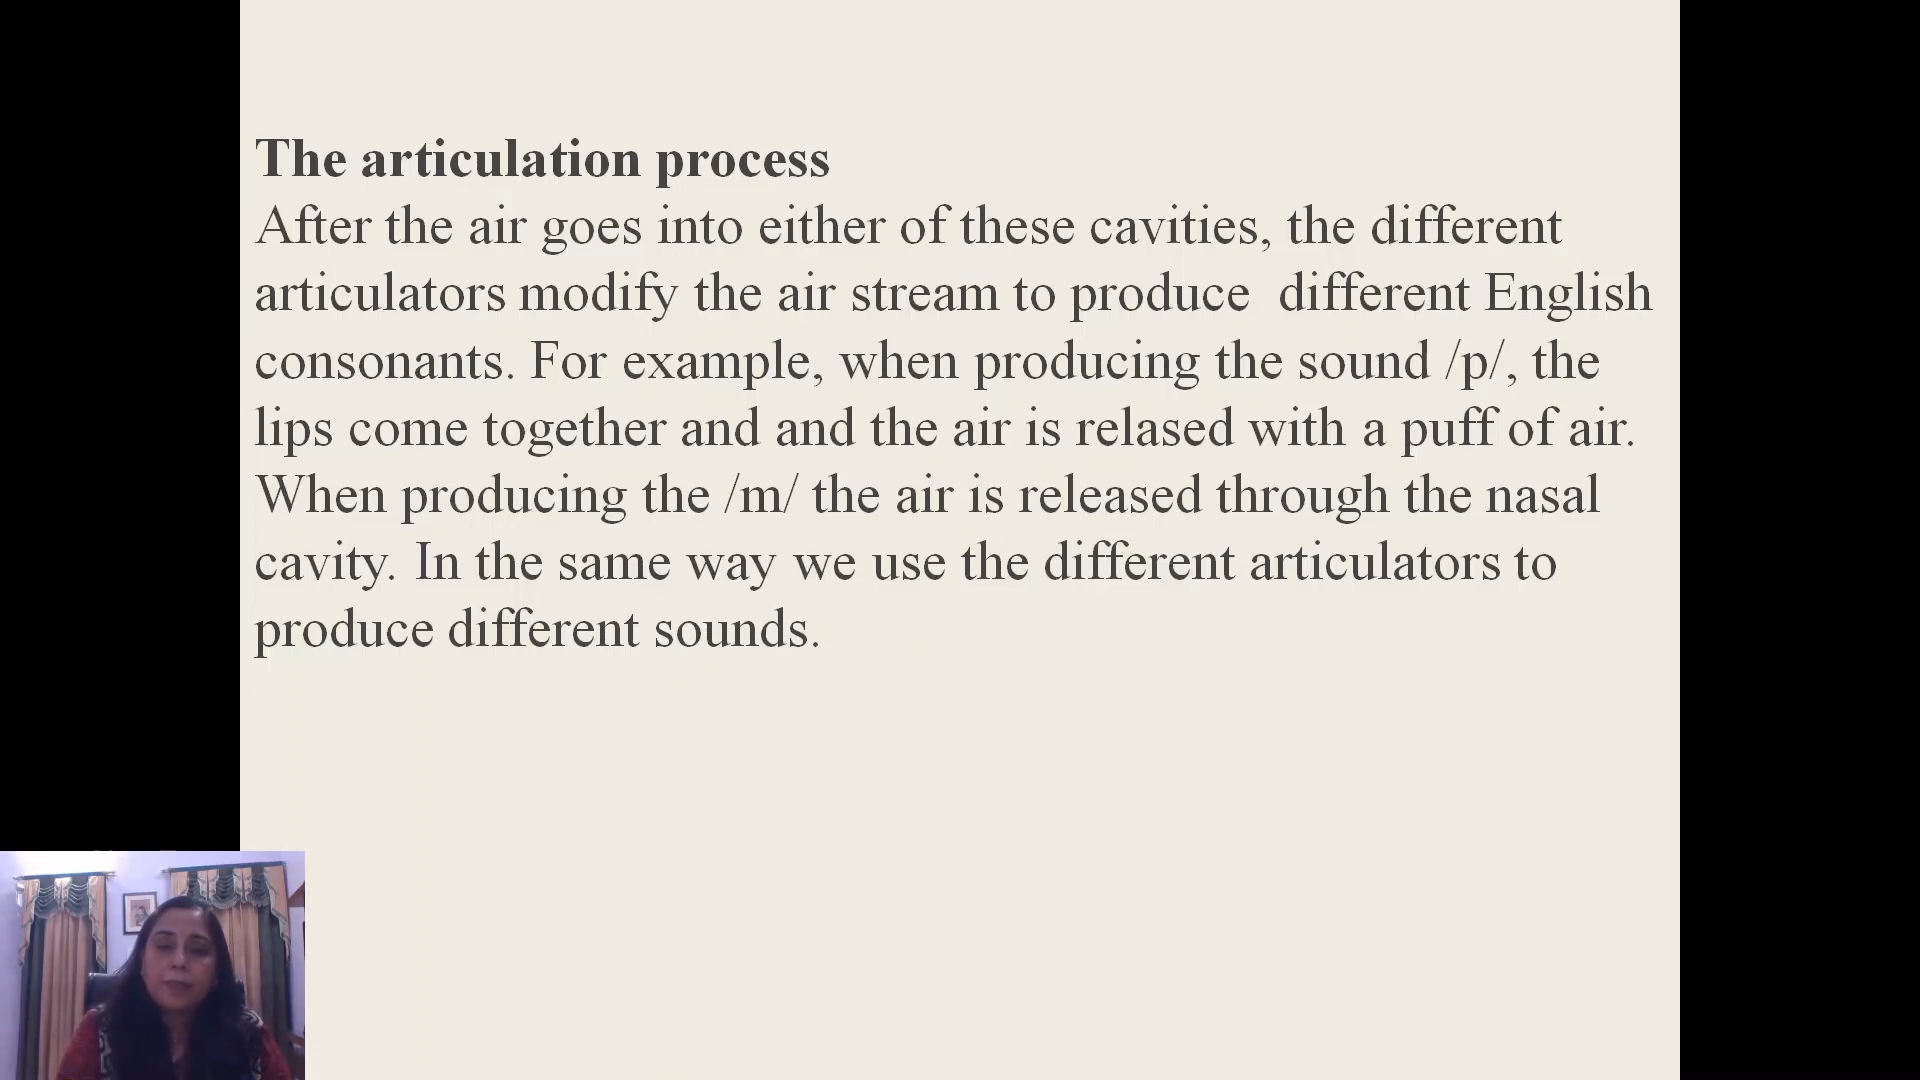 The articulation process
After the air goes into either of these cavities, the different
articulators modify the air stream to produce  different English
consonants. For example, when producing the sound /p/, the
lips come together and and the air is relased with a puff of air.
When producing the /m/ the air is released through the nasal
cavity. In the same way we use the different articulators to
produce different sounds.